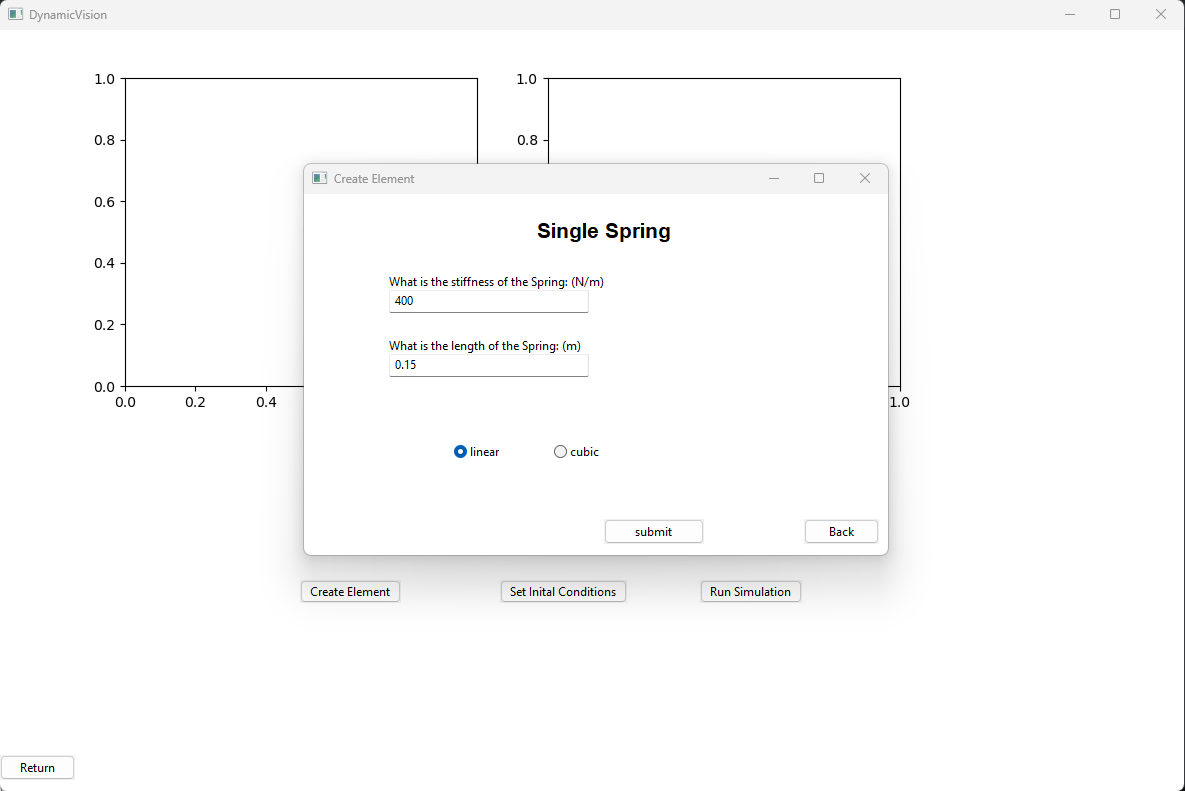 DynamicVision
1.0
0.8
0.6
0.4
0.2
0.0
0.0 0.2 0.4
1.0
0.8
1.0
Create Element
Single Spring
What is the stiffness of the Spring: (N/m)
400
What is the length of the Spring: (m)
0.15
linear cubic
submit Back
Create Element Set Inital Conditions Run Simulation
Return